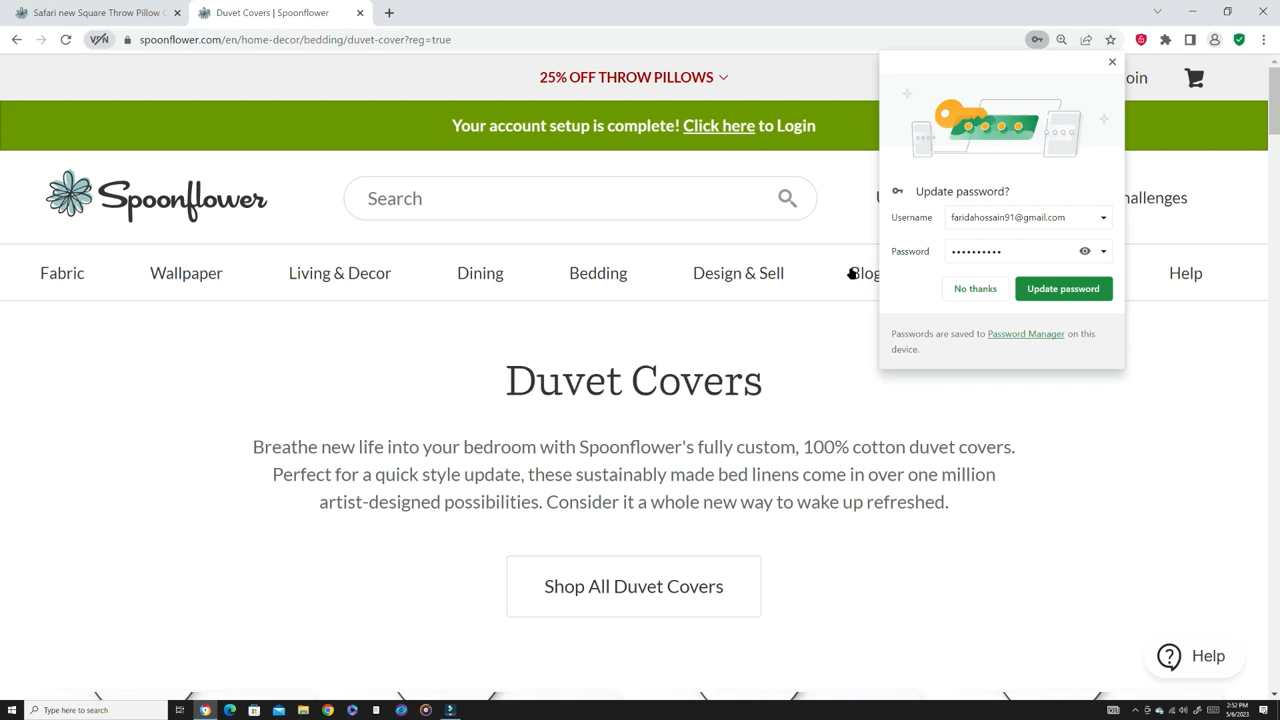 Safari new Square Throw Pillow C
Duvet Covers | Spoonflower
VPN
spoonflower.com/en/home-decor/bedding/duvet-cover?reg=true
25% OFF THROW PILLOWS
oin
Your account setup is complete! Click here to Login
Spoonflower
Search
hallenges
Fabric
Wallpaper
Living & Decor
Dining
Bedding
Design & Sell
Blog
Help
Update password?
Username
faridahossain91@gmail.com
Password
••••••••••
No thanks
Update password
Passwords are saved to Password Manager on this
device.
Duvet Covers
Breathe new life into your bedroom with Spoonflower's fully custom, 100% cotton duvet covers.
Perfect for a quick style update, these sustainably made bed linens come in over one million
artist-designed possibilities. Consider it a whole new way to wake up refreshed.
Shop All Duvet Covers
Help
Type here to search
2:52 PM
5/6/2023